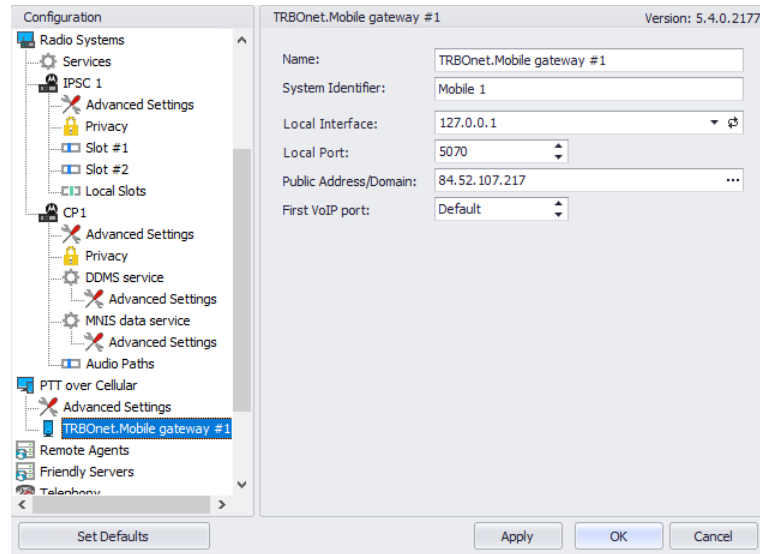 Configuration
Radio Systems
Services
IPSC 1
Advanced Settings
Privacy
Slot #1
Slot #2
Local Slots
CP1
Advanced Settings
Privacy
DDMS service
Advanced Settings
MNIS data service
Advanced Settings
Audio Paths
PTT over Cellular
Advanced Settings
TRBOnet.Mobile gateway #1
Remote Agents
Friendly Servers
Telephony
Set Defaults
TRBOnet.Mobile gateway #1 Version: 5.4.0.2177
Name: TRBOnet.Mobile gateway #1
System Identifier: Mobile 1
Local Interface: 127.0.0.1
Local Port: 5070
Public Address/Domain: 84.52.107.217 ...
First VoIP port: Default
Apply OK Cancel